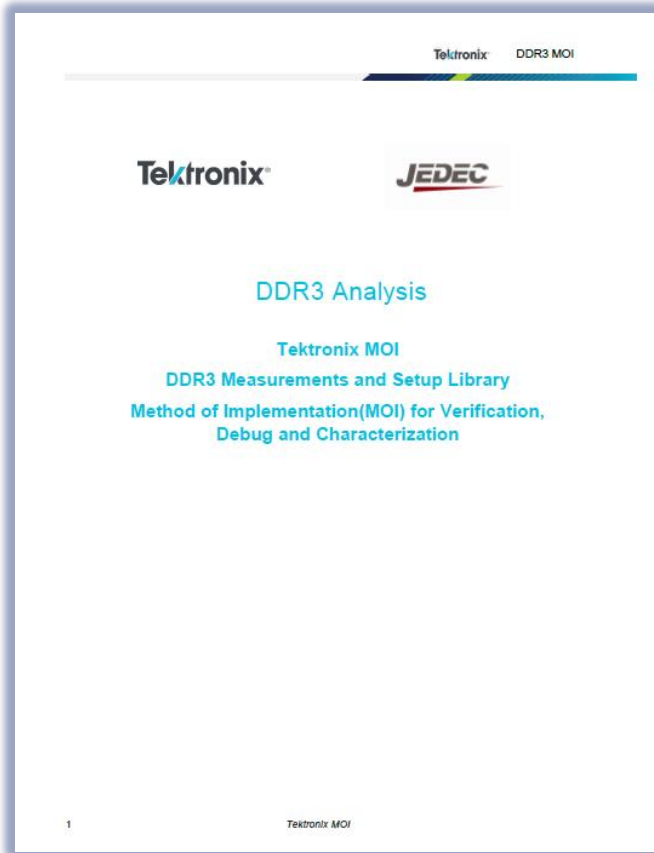 Tektronix DDR3 MOI
Tektronix®
JEDEC
DDR3 Analysis
Tektronix MOI
DDR3 Measurements and Setup Library
Method of Implementation(MOI) for Verification,
Debug and Characterization
1 Tektronix MOI